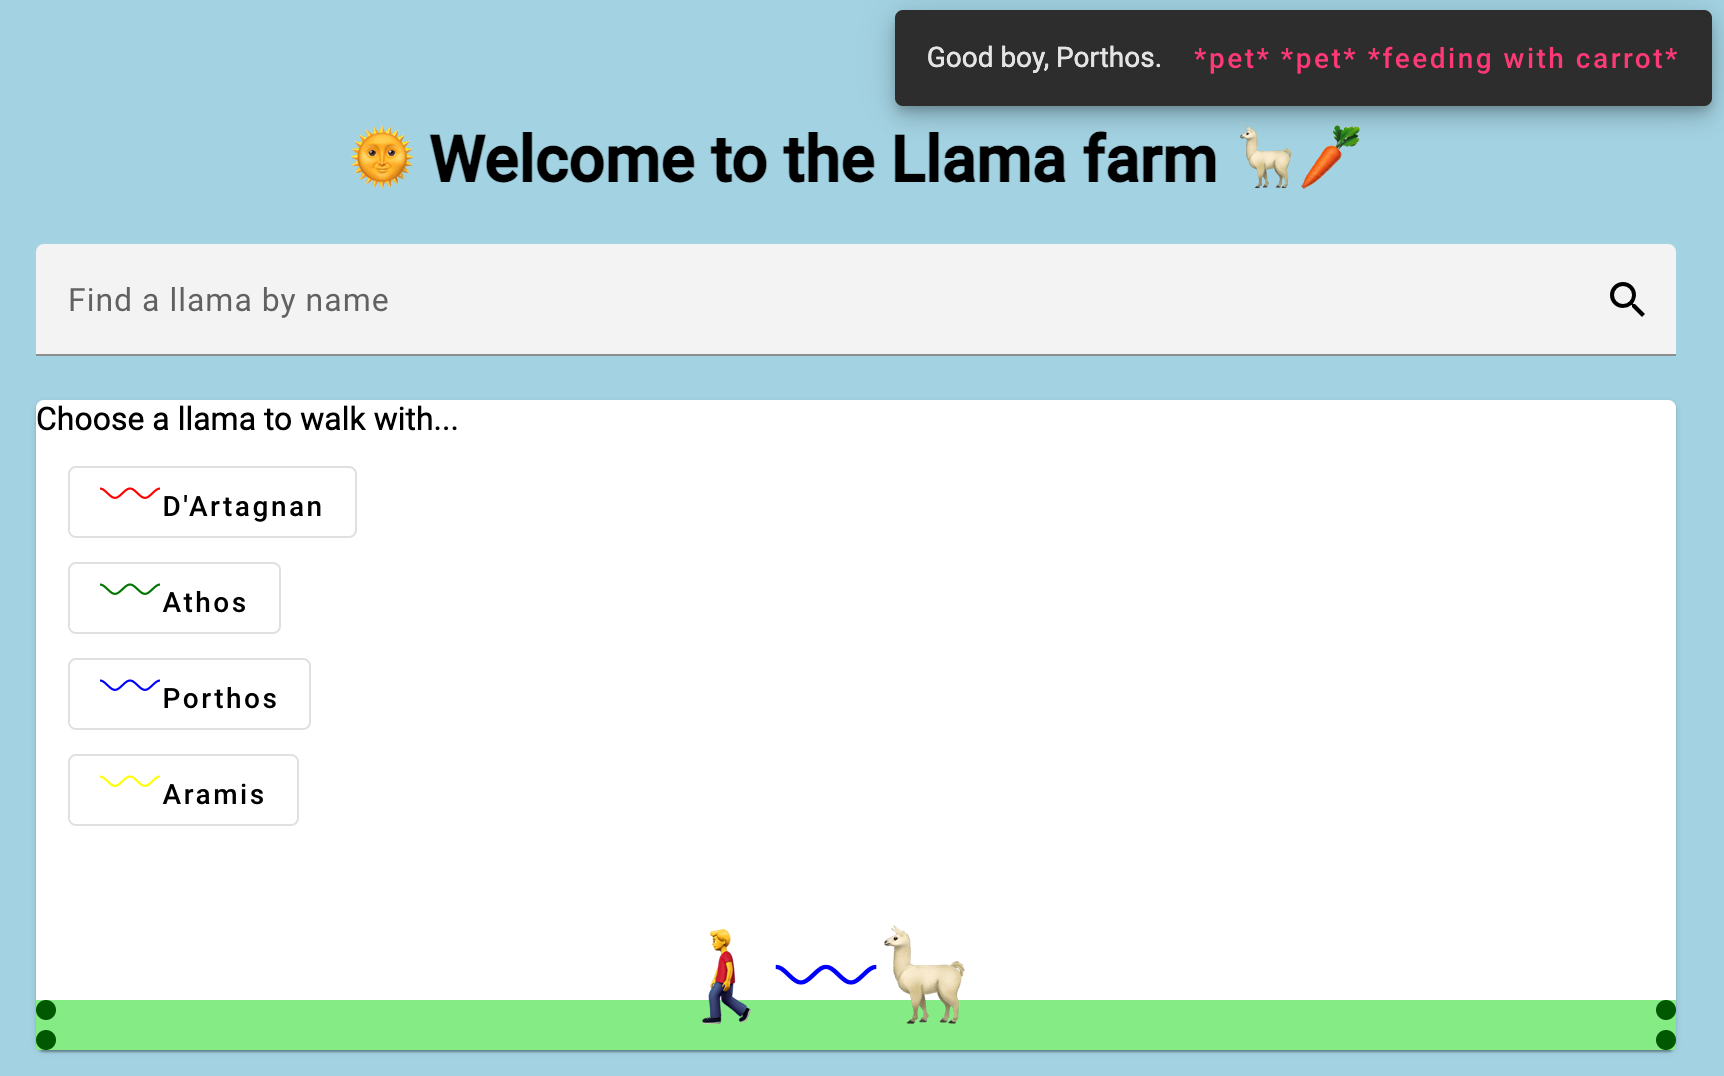 Good boy, Porthos. *pet* *pet* *feeding with carrot*
Welcome to the Llama farm
Find a llama by name
Choose a llama to walk with...
D'Artagnan
Athos
Porthos
Aramis